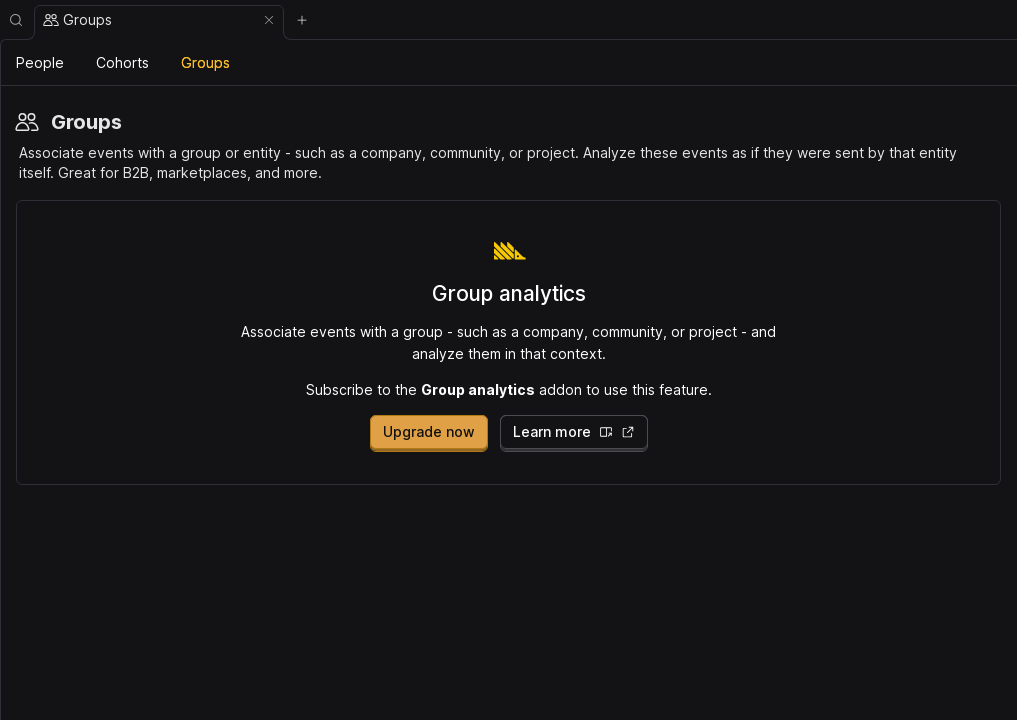 Groups
People Cohorts Groups
Groups
Associate events with a group or entity - such as a company, community, or project. Analyze these events as if they were sent by that entity
itself. Great for B2B, marketplaces, and more.
Group analytics
Associate events with a group - such as a company, community, or project - and
analyze them in that context.
Subscribe to the Group analytics addon to use this feature.
Upgrade now Learn more